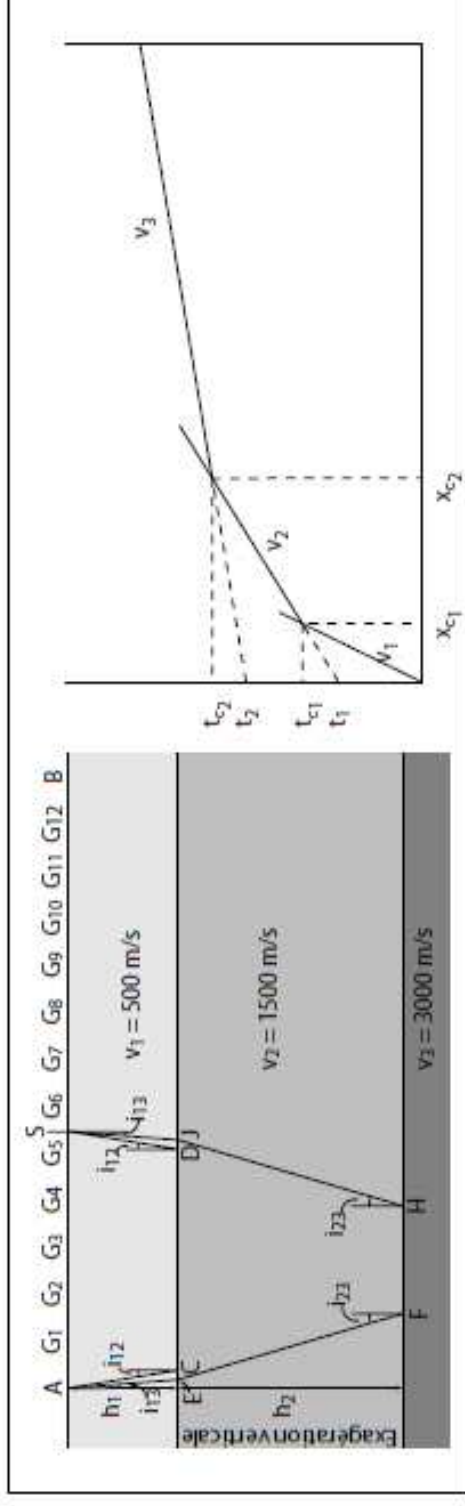 A G1 G2 G3 G4 G5 S G6 G7 G8 G9 G10 G11 G12 B
h1
i13
i12
i12
i13
v1 = 500 m/s
E C D J
h2
v2 = 1500 m/s
i23
i23
F H
v3 = 3000 m/s
Exagération verticale
tc2
t2
tc1
t1
v1
v2
v3
xc1
xc2